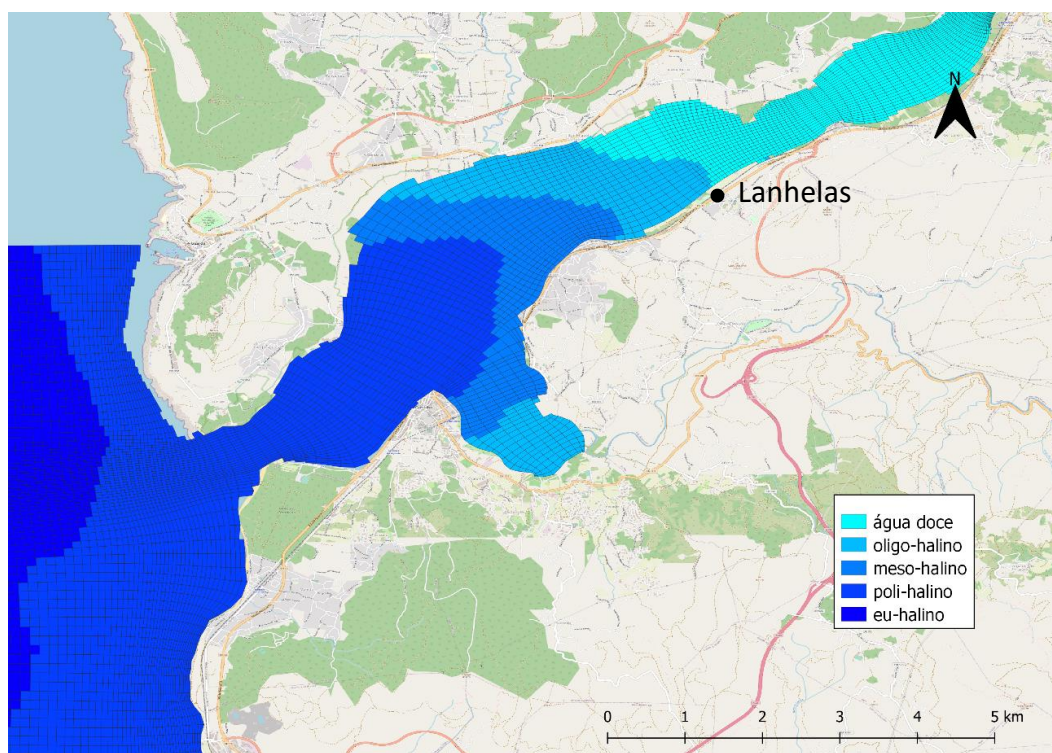 N
Lanhelas
água doce
oligo-halino
meso-halino
poli-halino
eu-halino
0 1 2 3 4 5 km